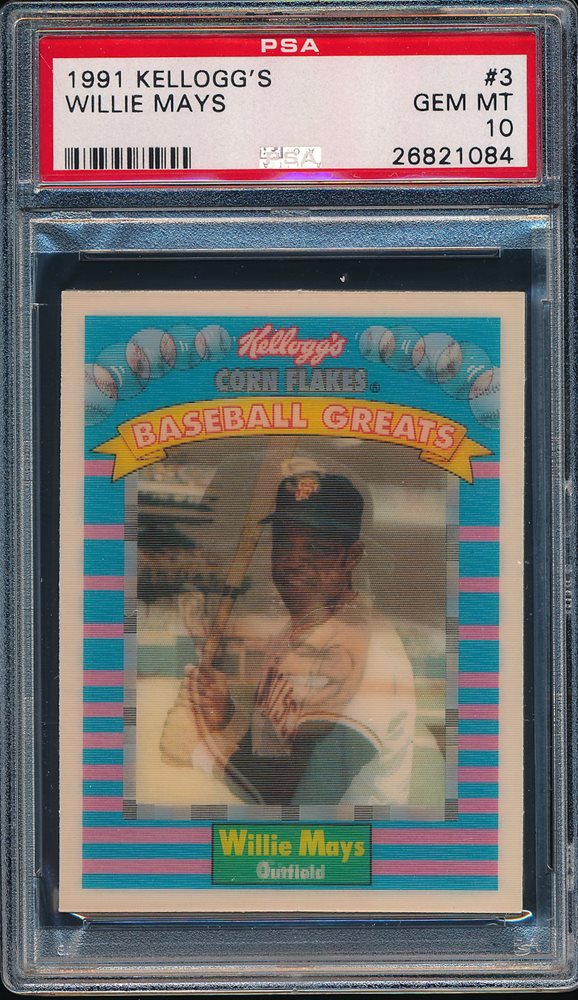 PSA
1991 KELLOGG'S #3
WILLIE MAYS GEM MT
10
PSA 26821084
Kellogg's
CORN FLAKES®
BASEBALL GREATS
SF
Willie Mays
Outfield